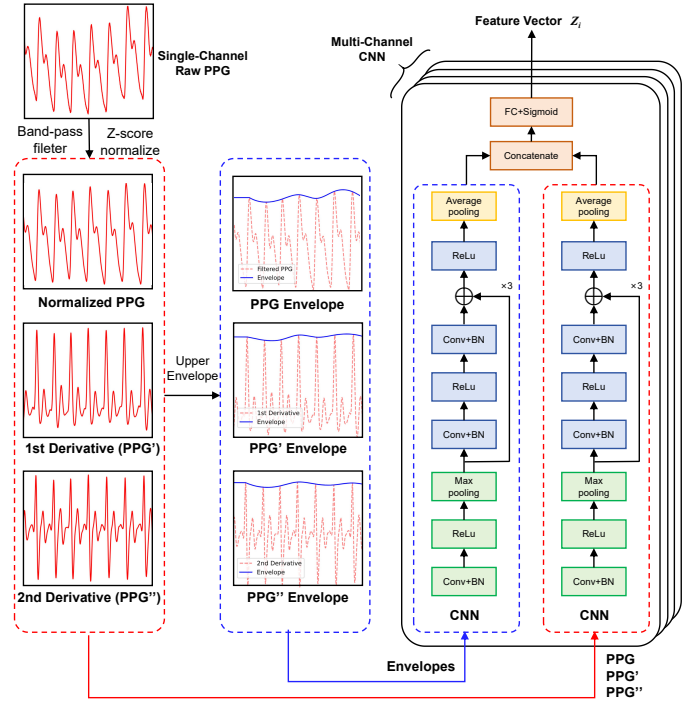 Feature Vector Zi
Multi-Channel
CNN
Single-Channel
Raw PPG
Band-pass
fileter
Z-score
normalize
Normalized PPG
1st Derivative (PPG')
2nd Derivative (PPG'')
Upper
Envelope
Filtered PPG
Envelope
PPG Envelope
1st Derivative
Envelope
PPG' Envelope
2nd Derivative
Envelope
PPG'' Envelope
FC+Sigmoid
Concatenate
Average
pooling
ReLu
×3
Conv+BN
ReLu
Conv+BN
Max
pooling
ReLu
Conv+BN
CNN
Average
pooling
ReLu
×3
Conv+BN
ReLu
Conv+BN
Max
pooling
ReLu
Conv+BN
CNN
Envelopes
PPG
PPG'
PPG''